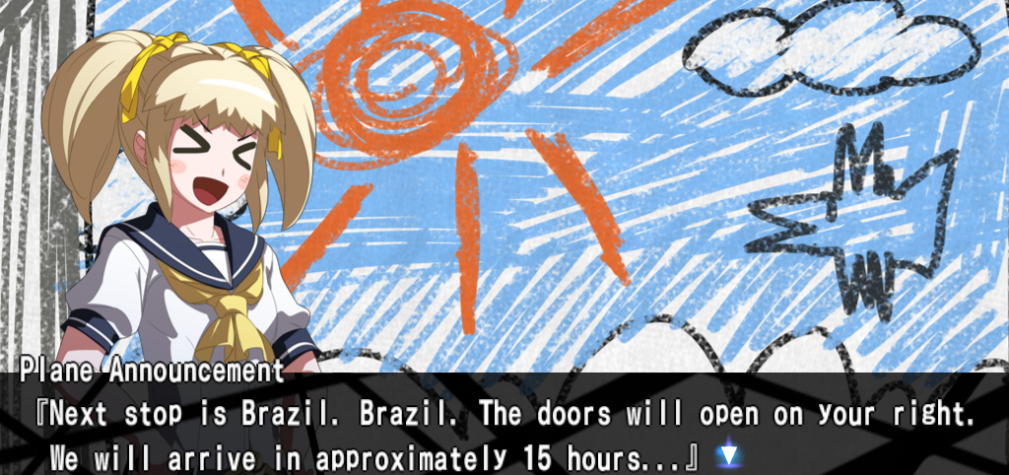 Plane Announcement
『Next stop is Brazil. Brazil. The doors will open on your right.
We will arrive in approximately 15 hours...』